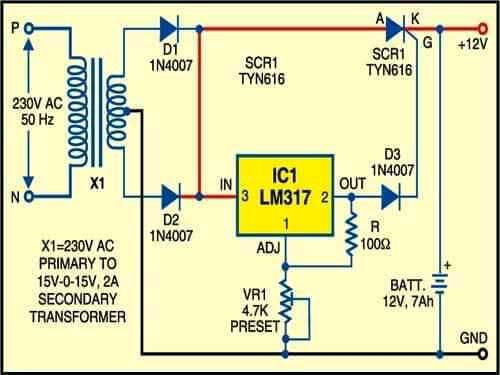 P
230V AC
50 Hz
N
X1
D1
1N4007
D2
1N4007
SCR1
TYN616
A
K
G
SCR1
TYN616
+12V
IC1
LM317
IN
3
2
OUT
1
ADJ
D3
1N4007
R
100Ω
VR1
4.7K
PRESET
+
BATT.
12V, 7Ah
GND
X1=230V AC
PRIMARY TO
15V-0-15V, 2A
SECONDARY
TRANSFORMER